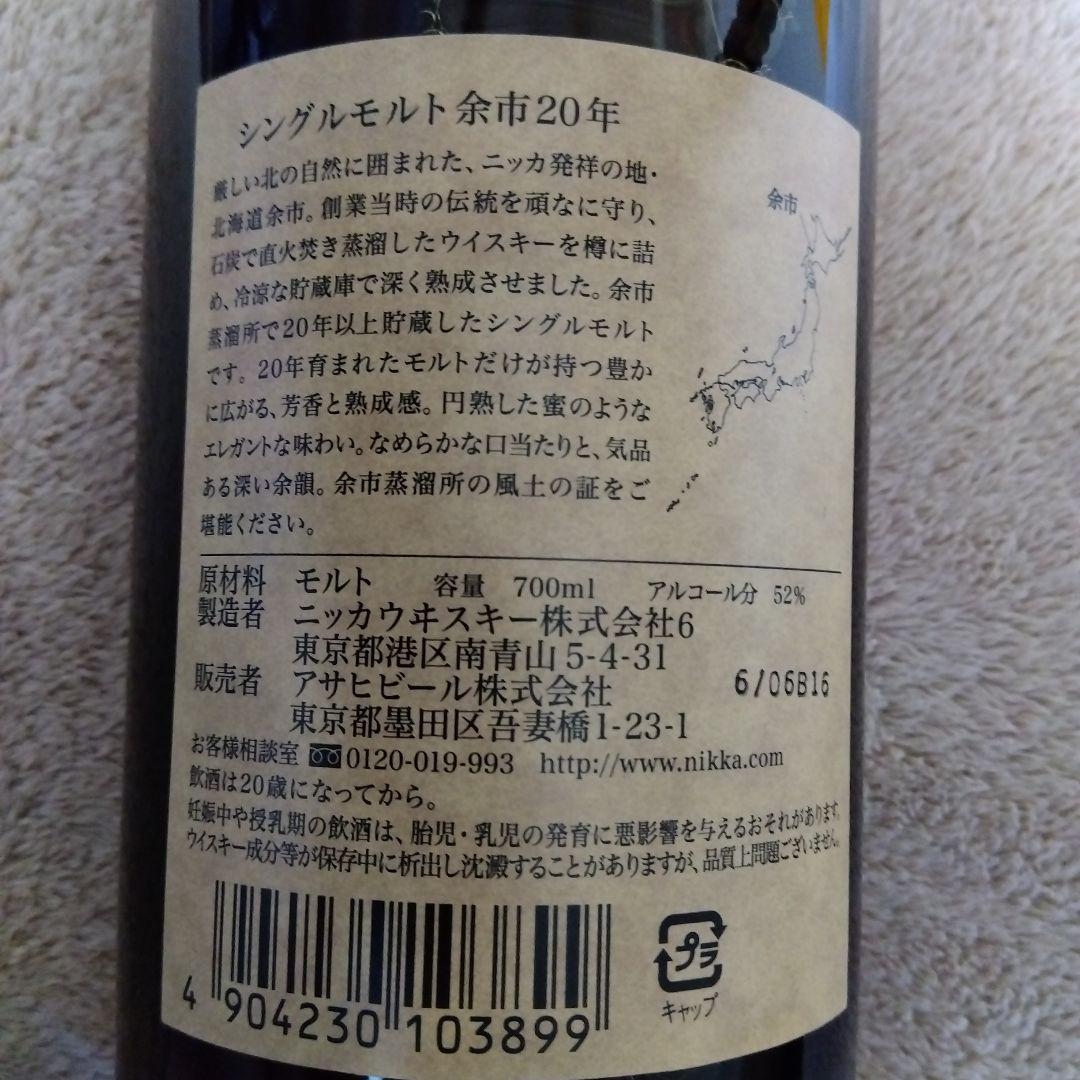 シングルモルト余市20年
厳しい北の自然に囲まれた、ニッカ発祥の地・
北海道余市。創業当時の伝統を頑なに守り、
石炭で直火焚き蒸溜したウイスキーを樽に詰
め、冷涼な貯蔵庫で深く熟成させました。余市
蒸溜所で20年以上貯蔵したシングルモルト
です。20年育まれたモルトだけが持つ豊か
に広がる、芳香と熟成感。円熟した蜜のような
エレガントな味わい。なめらかな口当たりと、気品
ある深い余韻。余市蒸溜所の風土の証をご
堪能ください。
余市
原材料 モルト 容量 700ml アルコール分 52%
製造者 ニッカウヰスキー株式会社6
東京都港区南青山5-4-31
販売者 アサヒビール株式会社
6/06B16
東京都墨田区吾妻橋1-23-1
お客様相談室 0120-019-993 http://www.nikka.com
飲酒は20歳になってから。
妊娠中や授乳期の飲酒は、胎児・乳児の発育に悪影響を与えるおそれがあります。
ウイスキー成分等が保存中に析出し沈澱することがありますが、品質上問題ございません。
4 904230 103899
プラ
キャップ